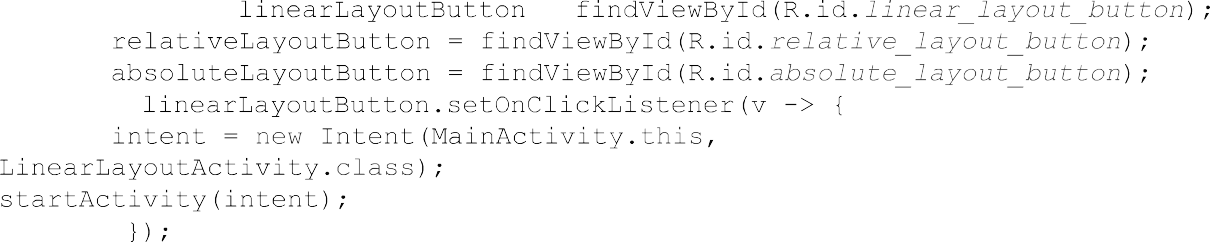 linearLayoutButton findViewById(R.id.linear_layout_button);
relativeLayoutButton = findViewById(R.id.relative_layout_button);
absoluteLayoutButton = findViewById(R.id.absolute_layout_button);
linearLayoutButton.setOnClickListener(v -> {
intent = new Intent(MainActivity.this,
LinearLayoutActivity.class);
startActivity(intent);
});